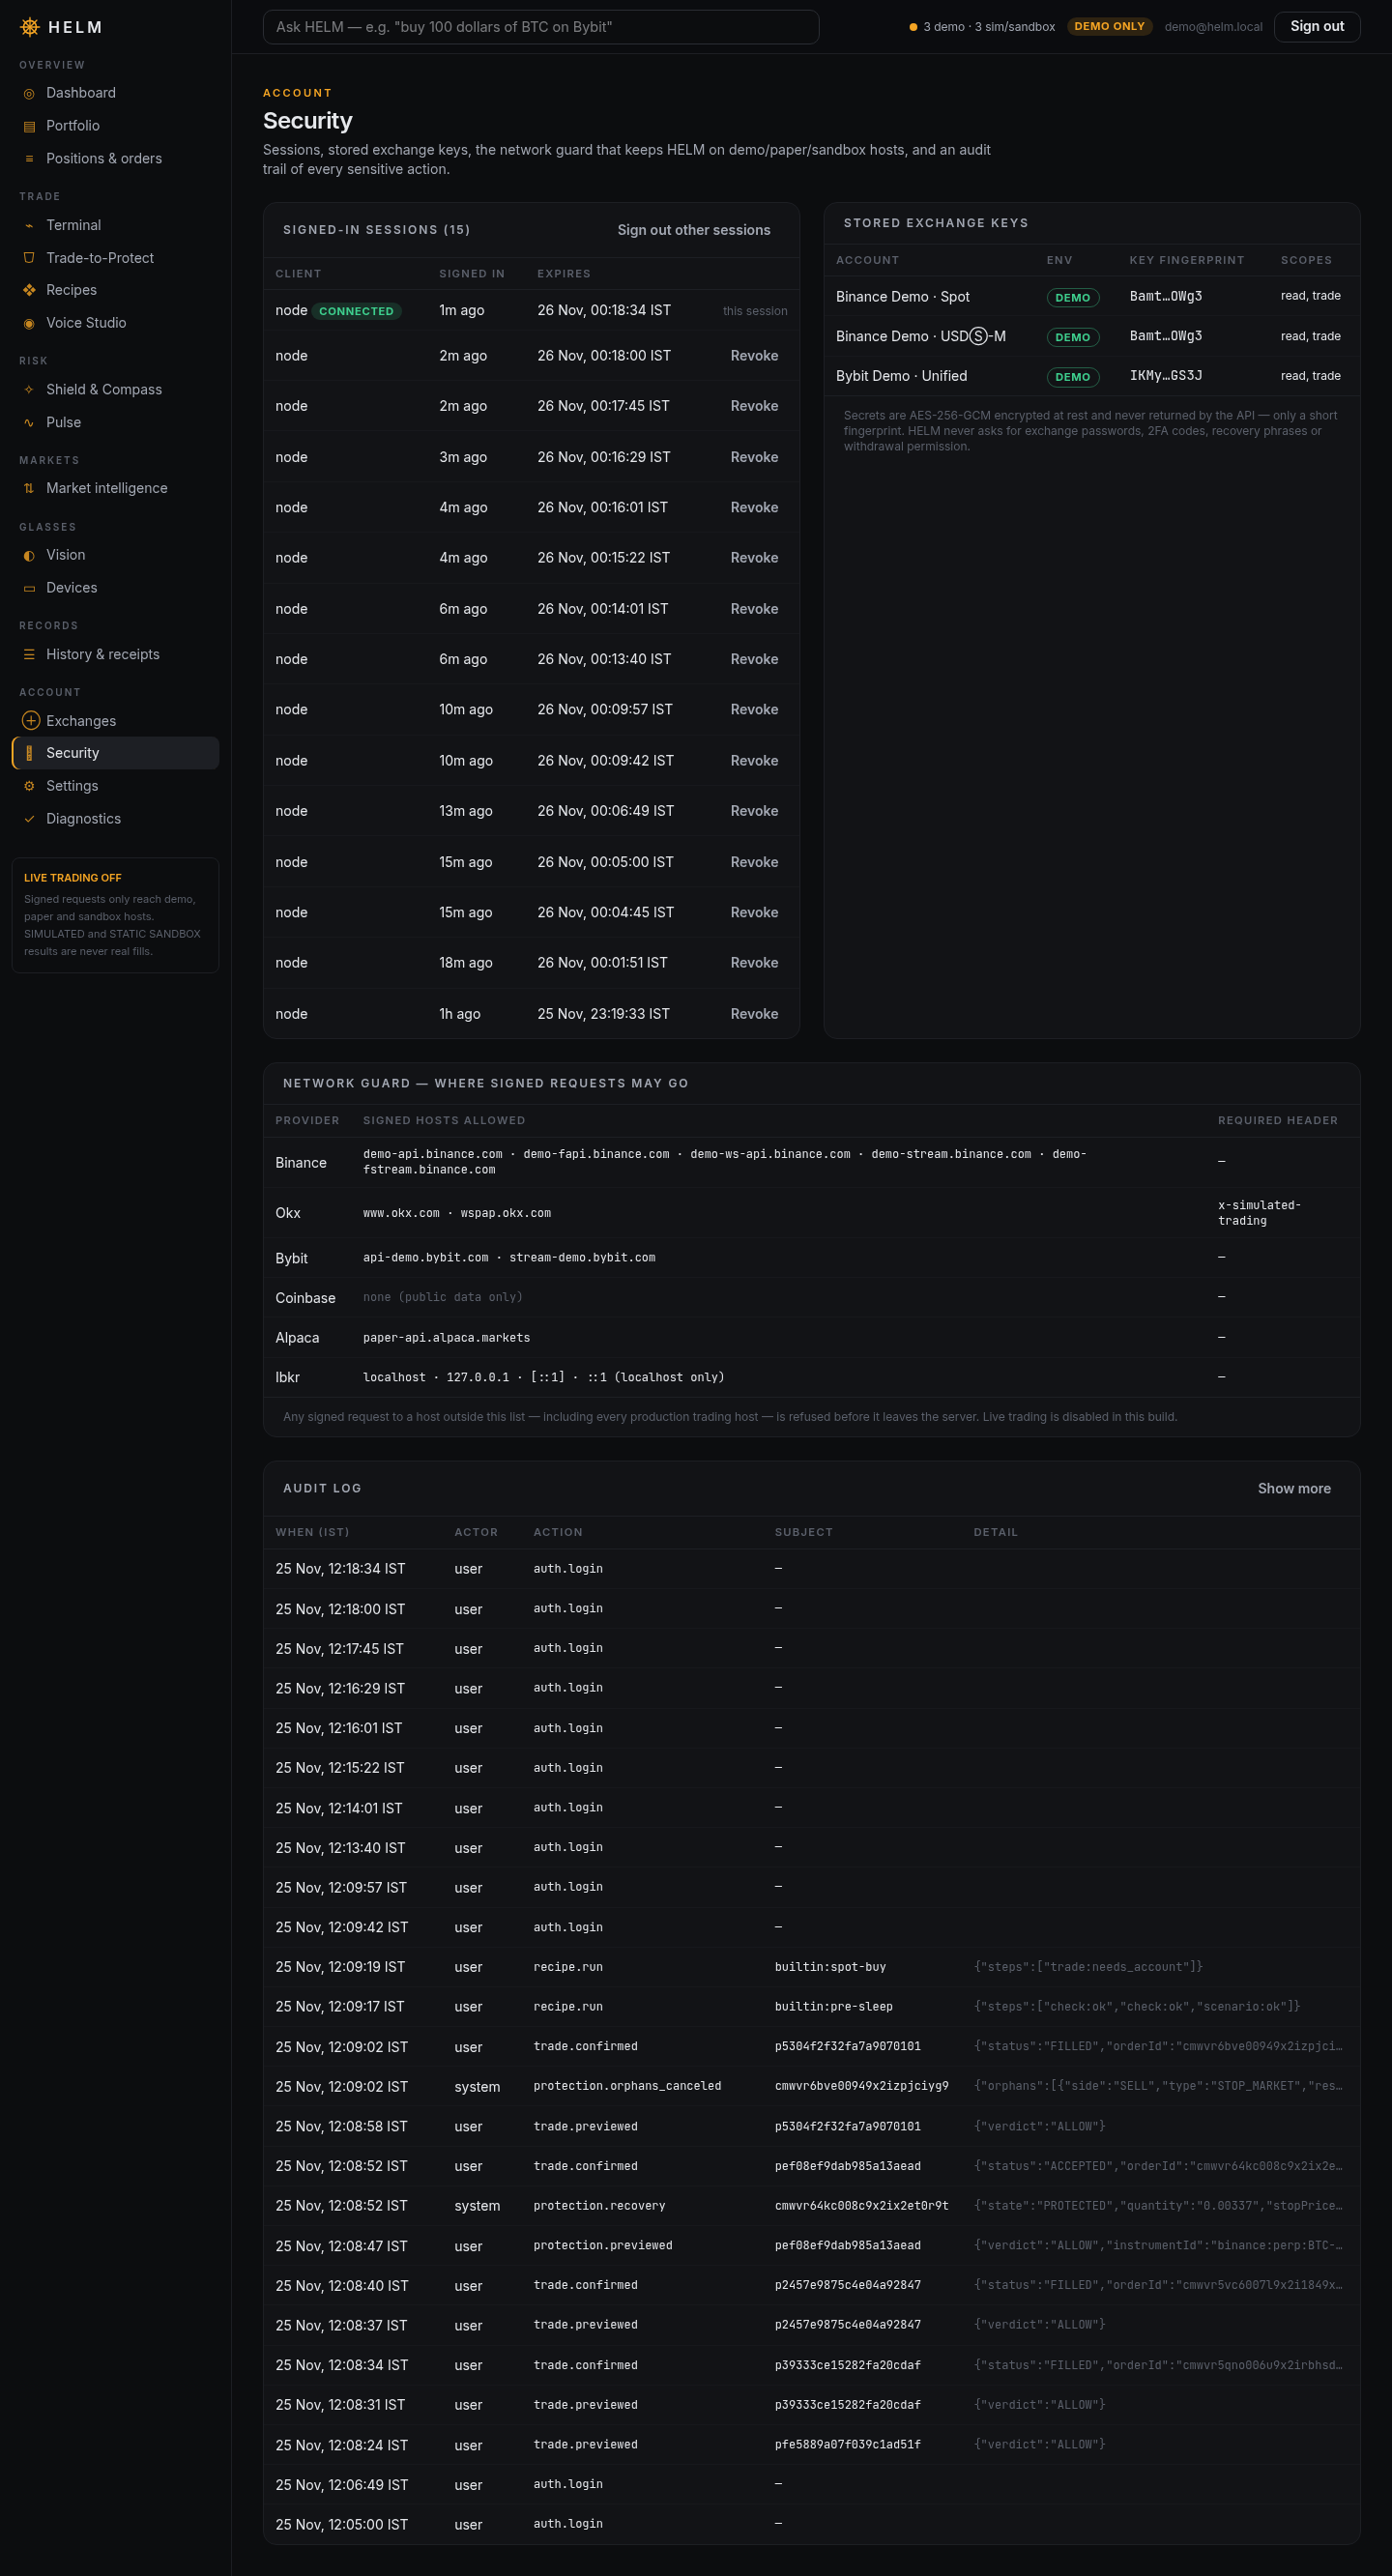 HELM
OVERVIEW
Dashboard
Portfolio
Positions & orders
TRADE
Terminal
Trade-to-Protect
Recipes
Voice Studio
RISK
Shield & Compass
Pulse
MARKETS
Market intelligence
GLASSES
Vision
Devices
RECORDS
History & receipts
ACCOUNT
Exchanges
Security
Settings
Diagnostics
LIVE TRADING OFF
Signed requests only reach demo,
paper and sandbox hosts.
SIMULATED and STATIC SANDBOX
results are never real fills.
Ask HELM — e.g. "buy 100 dollars of BTC on Bybit"
3 demo · 3 sim/sandbox DEMO ONLY demo@helm.local Sign out
ACCOUNT
Security
Sessions, stored exchange keys, the network guard that keeps HELM on demo/paper/sandbox hosts, and an audit
trail of every sensitive action.
SIGNED-IN SESSIONS (15) Sign out other sessions
CLIENT SIGNED IN EXPIRES
node CONNECTED 1m ago 26 Nov, 00:18:34 IST this session
node 2m ago 26 Nov, 00:18:00 IST Revoke
node 2m ago 26 Nov, 00:17:45 IST Revoke
node 3m ago 26 Nov, 00:16:29 IST Revoke
node 4m ago 26 Nov, 00:16:01 IST Revoke
node 4m ago 26 Nov, 00:15:22 IST Revoke
node 6m ago 26 Nov, 00:14:01 IST Revoke
node 6m ago 26 Nov, 00:13:40 IST Revoke
node 10m ago 26 Nov, 00:09:57 IST Revoke
node 10m ago 26 Nov, 00:09:42 IST Revoke
node 13m ago 26 Nov, 00:06:49 IST Revoke
node 15m ago 26 Nov, 00:05:00 IST Revoke
node 15m ago 26 Nov, 00:04:45 IST Revoke
node 18m ago 26 Nov, 00:01:51 IST Revoke
node 1h ago 25 Nov, 23:19:33 IST Revoke
STORED EXCHANGE KEYS
ACCOUNT ENV KEY FINGERPRINT SCOPES
Binance Demo · Spot DEMO Bamt…OWg3 read, trade
Binance Demo · USDⓈ-M DEMO Bamt…OWg3 read, trade
Bybit Demo · Unified DEMO IKMy…GS3J read, trade
Secrets are AES-256-GCM encrypted at rest and never returned by the API — only a short
fingerprint. HELM never asks for exchange passwords, 2FA codes, recovery phrases or
withdrawal permission.
NETWORK GUARD — WHERE SIGNED REQUESTS MAY GO
PROVIDER SIGNED HOSTS ALLOWED REQUIRED HEADER
Binance demo-api.binance.com · demo-fapi.binance.com · demo-ws-api.binance.com · demo-stream.binance.com · demo-
fstream.binance.com —
Okx www.okx.com · wspap.okx.com x-simulated-
trading
Bybit api-demo.bybit.com · stream-demo.bybit.com —
Coinbase none (public data only) —
Alpaca paper-api.alpaca.markets —
Ibkr localhost · 127.0.0.1 · [::1] · ::1 (localhost only) —
Any signed request to a host outside this list — including every production trading host — is refused before it leaves the server. Live trading is disabled in this build.
AUDIT LOG Show more
WHEN (IST) ACTOR ACTION SUBJECT DETAIL
25 Nov, 12:18:34 IST user auth.login —
25 Nov, 12:18:00 IST user auth.login —
25 Nov, 12:17:45 IST user auth.login —
25 Nov, 12:16:29 IST user auth.login —
25 Nov, 12:16:01 IST user auth.login —
25 Nov, 12:15:22 IST user auth.login —
25 Nov, 12:14:01 IST user auth.login —
25 Nov, 12:13:40 IST user auth.login —
25 Nov, 12:09:57 IST user auth.login —
25 Nov, 12:09:42 IST user auth.login —
25 Nov, 12:09:19 IST user recipe.run builtin:spot-buy {"steps":["trade:needs_account"]}
25 Nov, 12:09:17 IST user recipe.run builtin:pre-sleep {"steps":["check:ok","check:ok","scenario:ok"]}
25 Nov, 12:09:02 IST user trade.confirmed p5304f2f32fa7a9070101 {"status":"FILLED","orderId":"cmwvr6bve00949x2izpjci…
25 Nov, 12:09:02 IST system protection.orphans_canceled cmwvr6bve00949x2izpjciyg9 {"orphans":[{"side":"SELL","type":"STOP_MARKET","res…
25 Nov, 12:08:58 IST user trade.previewed p5304f2f32fa7a9070101 {"verdict":"ALLOW"}
25 Nov, 12:08:52 IST user trade.confirmed pef08ef9dab985a13aead {"status":"ACCEPTED","orderId":"cmwvr64kc008c9x2ix2e…
25 Nov, 12:08:52 IST system protection.recovery cmwvr64kc008c9x2ix2et0r9t {"state":"PROTECTED","quantity":"0.00337","stopPrice…
25 Nov, 12:08:47 IST user protection.previewed pef08ef9dab985a13aead {"verdict":"ALLOW","instrumentId":"binance:perp:BTC-…
25 Nov, 12:08:40 IST user trade.confirmed p2457e9875c4e04a92847 {"status":"FILLED","orderId":"cmwvr5vc6007l9x2i1849x…
25 Nov, 12:08:37 IST user trade.previewed p2457e9875c4e04a92847 {"verdict":"ALLOW"}
25 Nov, 12:08:34 IST user trade.confirmed p39333ce15282fa20cdaf {"status":"FILLED","orderId":"cmwvr5qno006u9x2irbhsd…
25 Nov, 12:08:31 IST user trade.previewed p39333ce15282fa20cdaf {"verdict":"ALLOW"}
25 Nov, 12:08:24 IST user trade.previewed pfe5889a07f039c1ad51f {"verdict":"ALLOW"}
25 Nov, 12:06:49 IST user auth.login —
25 Nov, 12:05:00 IST user auth.login —